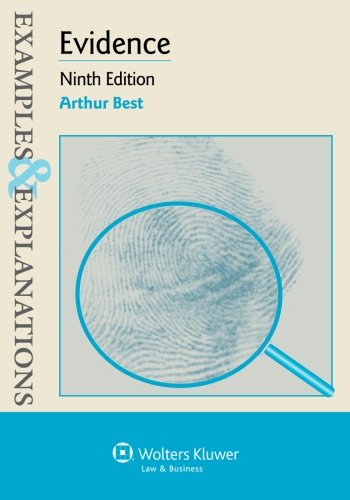 EXAMPLES & EXPLANATIONS
Evidence
Ninth Edition
Arthur Best
Wolters Kluwer
Law & Business